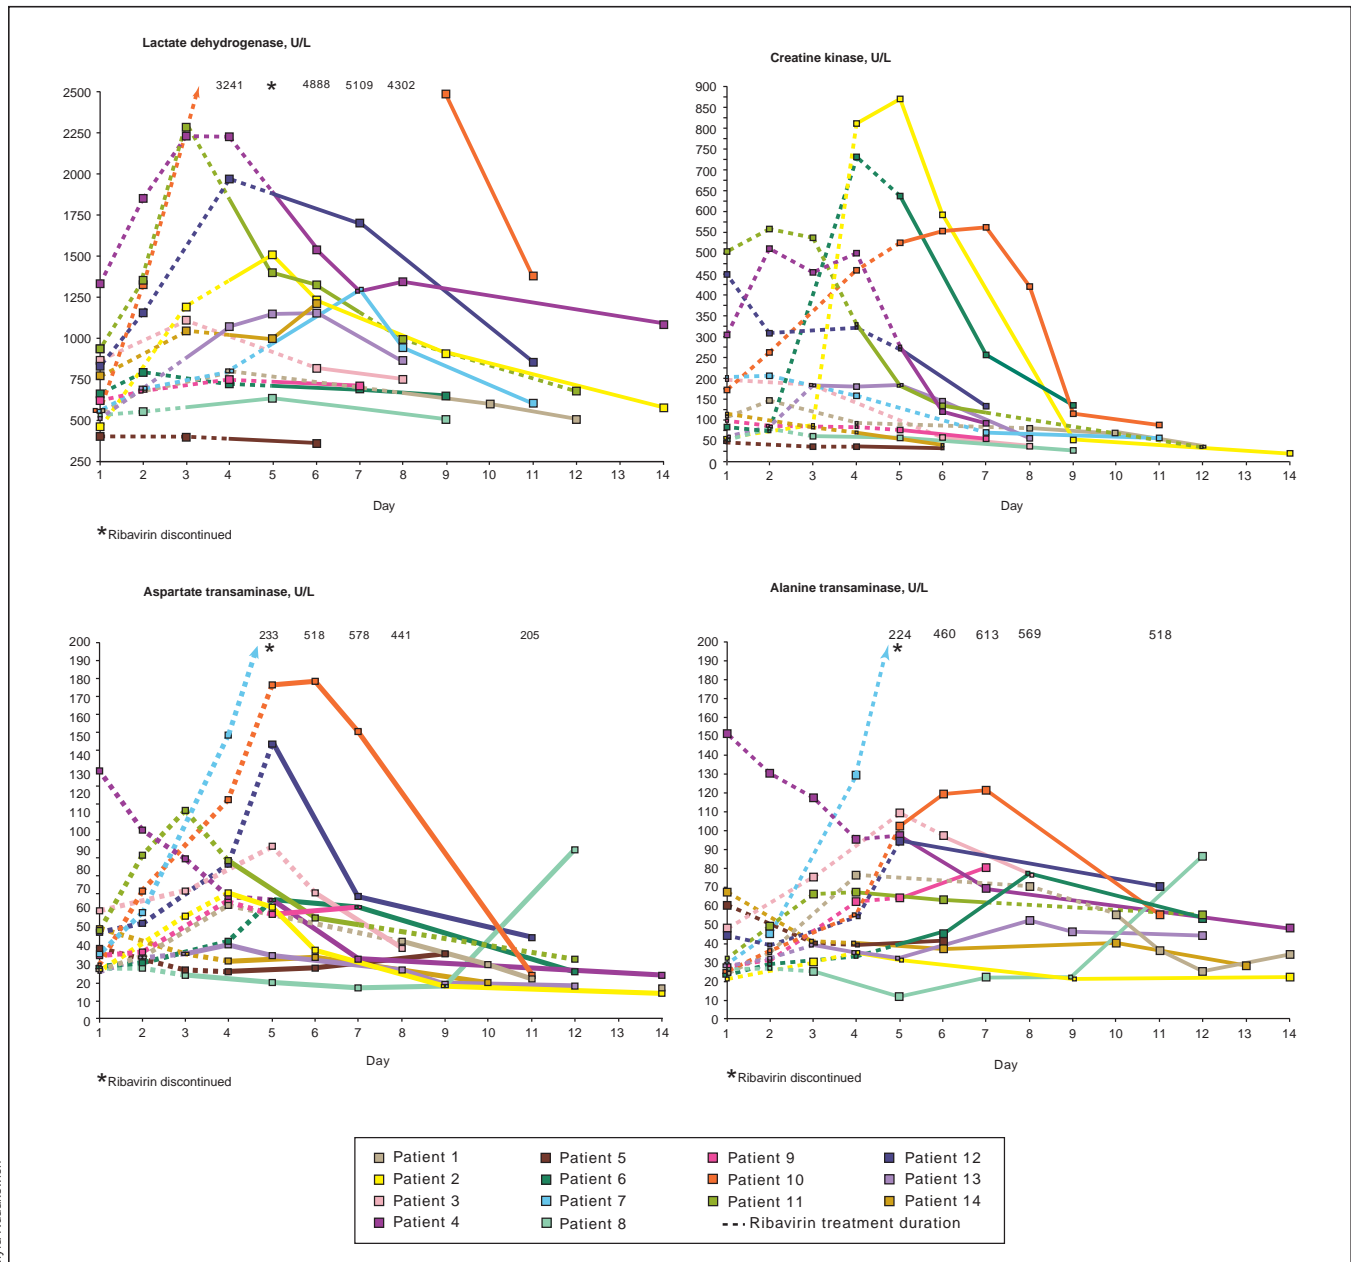 Lactate dehydrogenase, U/L
3241 * 4888 5109 4302
2500
2250
2000
1750
1500
1250
1000
750
500
250
1 2 3 4 5 6 7 8 9 10 11 12 13 14
Day
*Ribavirin discontinued
Creatine kinase, U/L
900
850
800
750
700
650
600
550
500
450
400
350
300
250
200
150
100
50
0
1 2 3 4 5 6 7 8 9 10 11 12 13 14
Day
Aspartate transaminase, U/L
233 518 578 441 205
*
200
190
180
170
160
150
140
130
120
110
100
90
80
70
60
50
40
30
20
10
0
1 2 3 4 5 6 7 8 9 10 11 12 13 14
Day
*Ribavirin discontinued
Alanine transaminase, U/L
224 460 613 569 518
*
200
190
180
170
160
150
140
130
120
110
100
90
80
70
60
50
40
30
20
10
0
1 2 3 4 5 6 7 8 9 10 11 12 13 14
Day
*Ribavirin discontinued
Patient 1
Patient 2
Patient 3
Patient 4
Patient 5
Patient 6
Patient 7
Patient 8
Patient 9
Patient 10
Patient 11
Ribavirin treatment duration
Patient 12
Patient 13
Patient 14